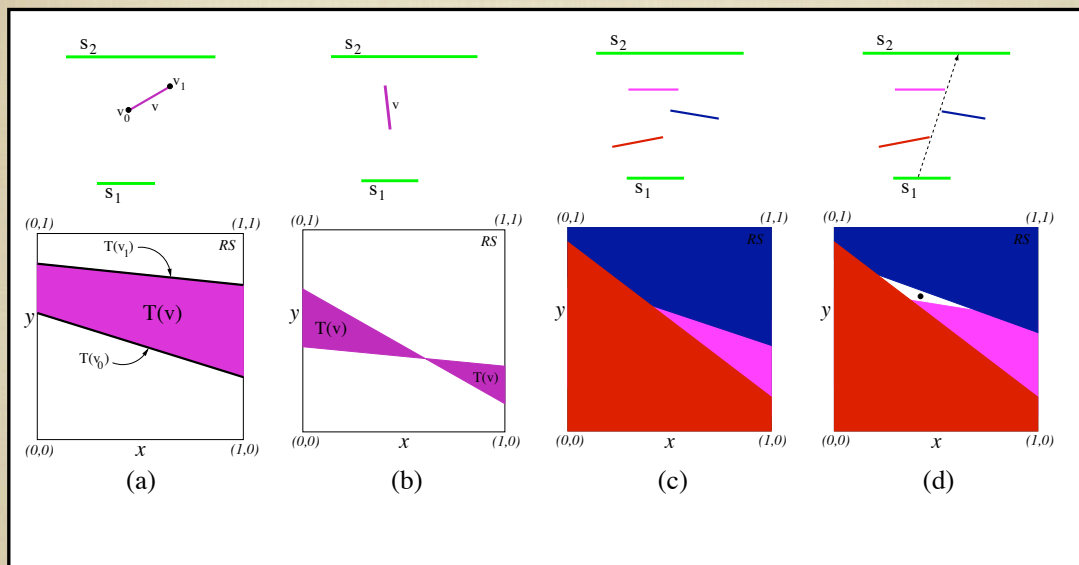 s2
v1
v0
v
s1
(0,1)
(1,1)
RS
T(v1)
T(v)
y
T(v0)
(0,0)
x
(1,0)
(a)
s2
v
s1
(0,1)
(1,1)
RS
y
T(v)
T(v)
(0,0)
x
(1,0)
(b)
s2
s1
(0,1)
(1,1)
RS
y
(0,0)
x
(1,0)
(c)
s2
s1
(0,1)
(1,1)
RS
y
(0,0)
x
(1,0)
(d)